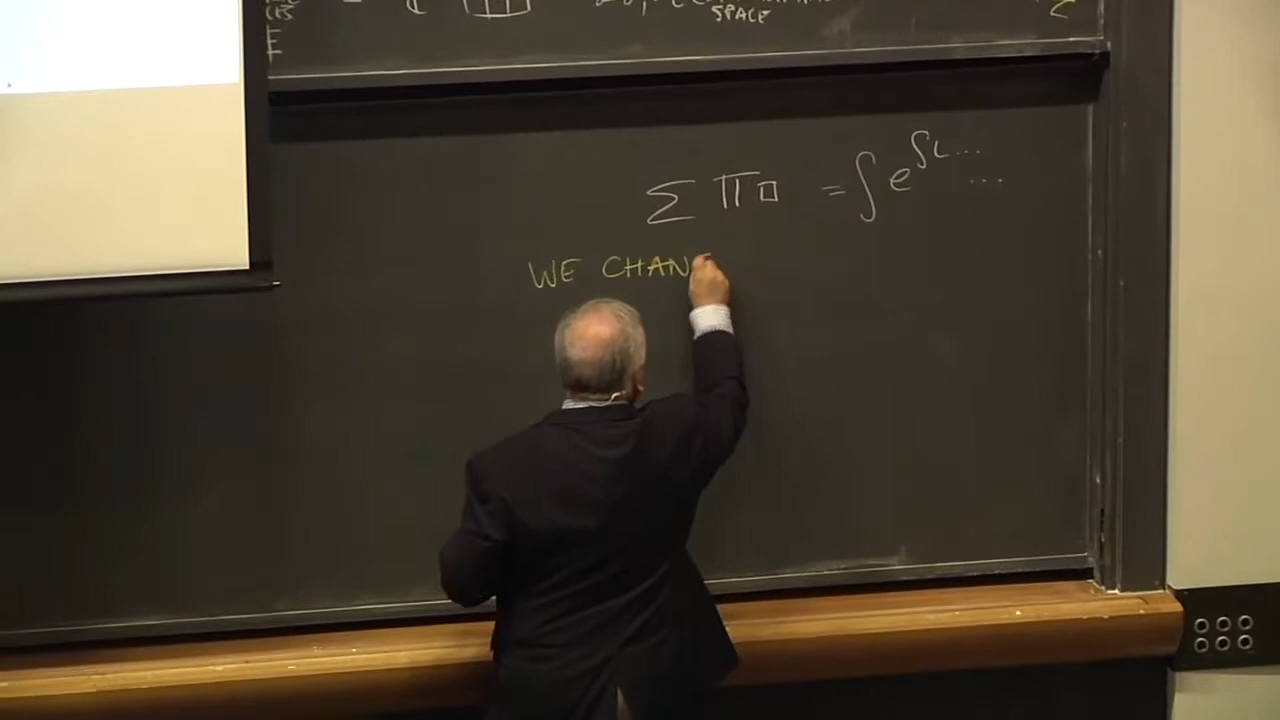 SPACE
Σ Π □ = ∫ e^{∫L ...} ...
WE CHAN